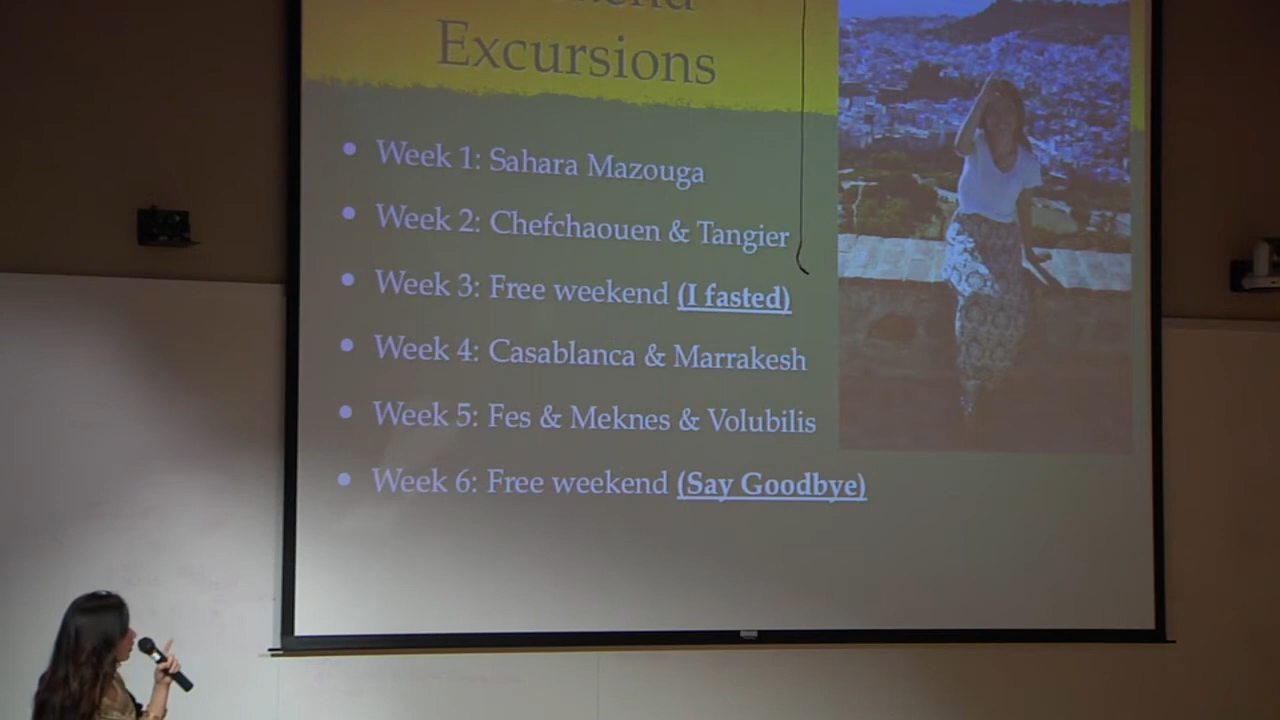 Excursions
• Week 1: Sahara Mazouga
• Week 2: Chefchaouen & Tangier
• Week 3: Free weekend (I fasted)
• Week 4: Casablanca & Marrakesh
• Week 5: Fes & Meknes & Volubilis
• Week 6: Free weekend (Say Goodbye)